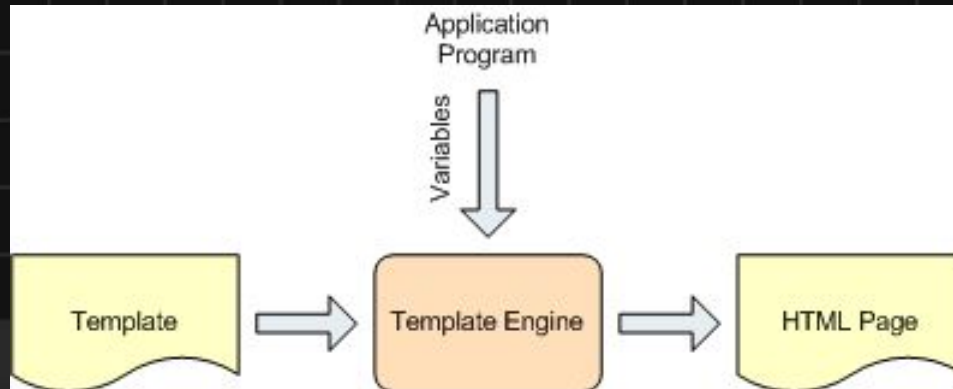 Application
Program
Variables
Template
Template Engine
HTML Page